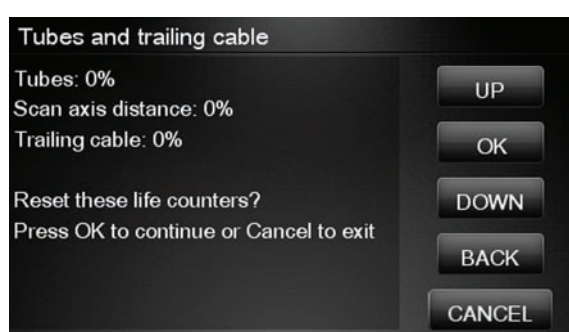 Tubes and trailing cable
Tubes: 0%
Scan axis distance: 0%
Trailing cable: 0%
Reset these life counters?
Press OK to continue or Cancel to exit
UP
OK
DOWN
BACK
CANCEL